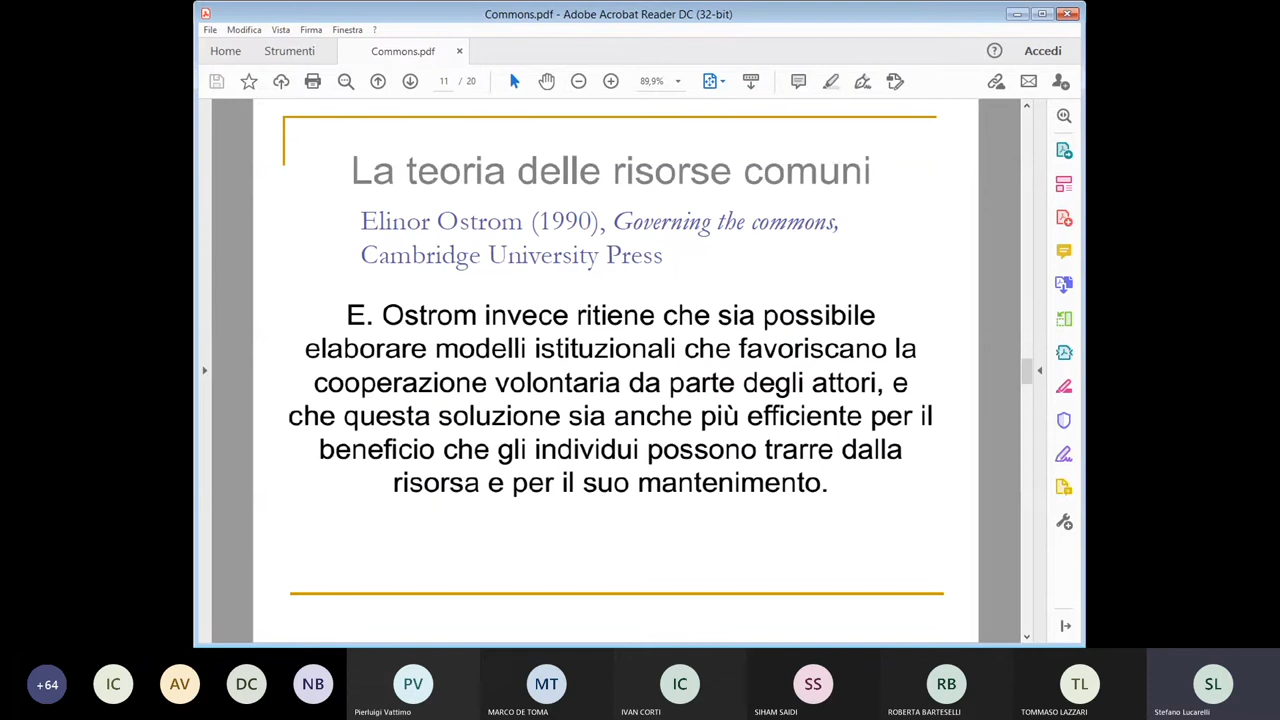 Commons.pdf - Adobe Acrobat Reader DC (32-bit)
File Modifica Vista Firma Finestra ?
Home Strumenti Commons.pdf × ? Accedi
11 / 20 89,9%
La teoria delle risorse comuni
Elinor Ostrom (1990), Governing the commons,
Cambridge University Press
E. Ostrom invece ritiene che sia possibile
elaborare modelli istituzionali che favoriscano la
cooperazione volontaria da parte degli attori, e
che questa soluzione sia anche più efficiente per il
beneficio che gli individui possono trarre dalla
risorsa e per il suo mantenimento.
+64 IC AV DC NB PV MT IC SS RB TL SL
Pierluigi Vattimo MARCO DE TOMA IVAN CORTI SIHAM SAIDI ROBERTA BARTESELLI TOMMASO LAZZARI Stefano Lucarelli